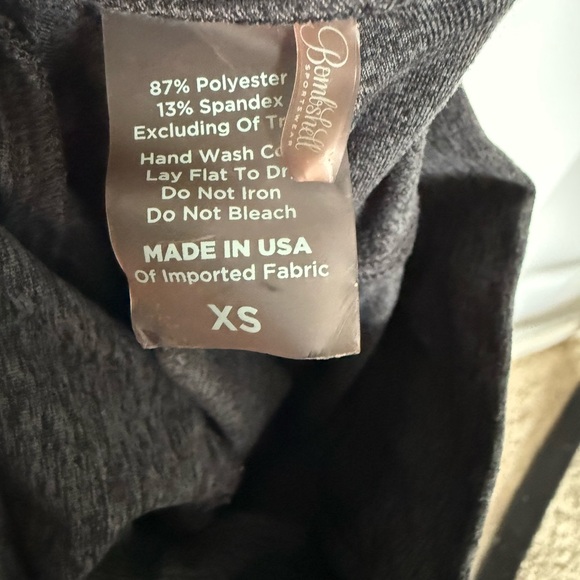 87% Polyester
13% Spandex
Excluding Of
Hand Wash
Lay Flat To
Do Not Iron
Do Not Bleach
MADE IN USA
Of Imported Fabric
XS
Bombshell
SPORTSWEAR